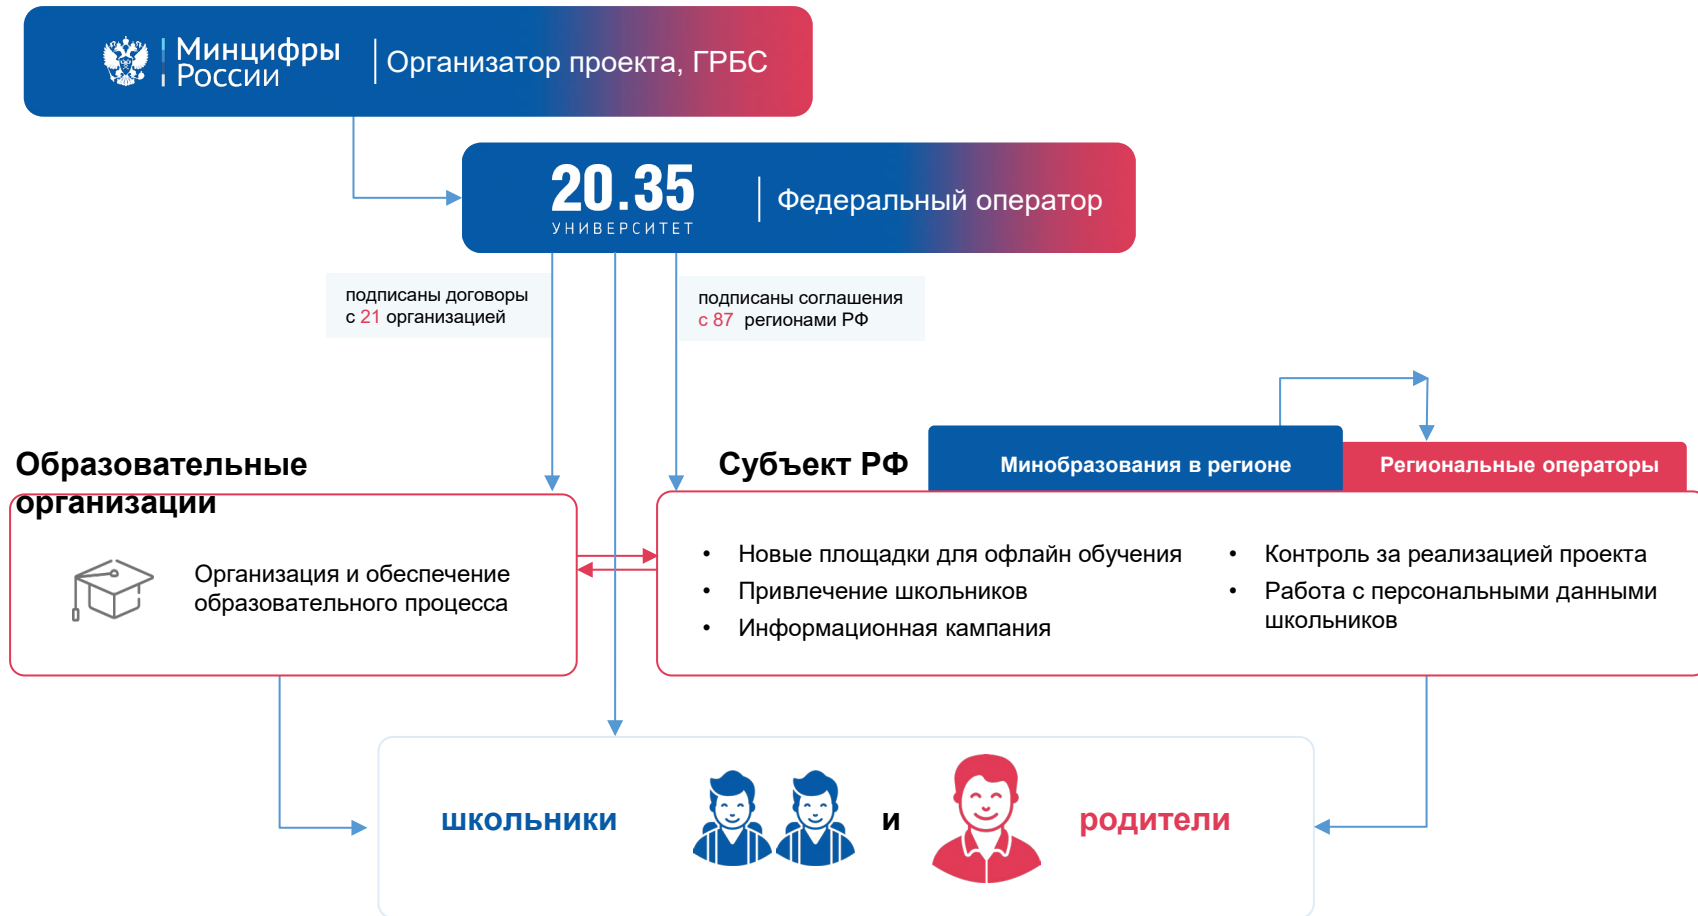 Минцифры
России
Организатор проекта, ГРБС
20.35
УНИВЕРСИТЕТ
Федеральный оператор
подписаны договоры
с 21 организацией
подписаны соглашения
с 87 регионами РФ
Образовательные
организации
Организация и обеспечение
образовательного процесса
Субъект РФ
Минобразования в регионе
Региональные операторы
• Новые площадки для офлайн обучения
• Привлечение школьников
• Информационная кампания
• Контроль за реализацией проекта
• Работа с персональными данными
школьников
школьники
и
родители